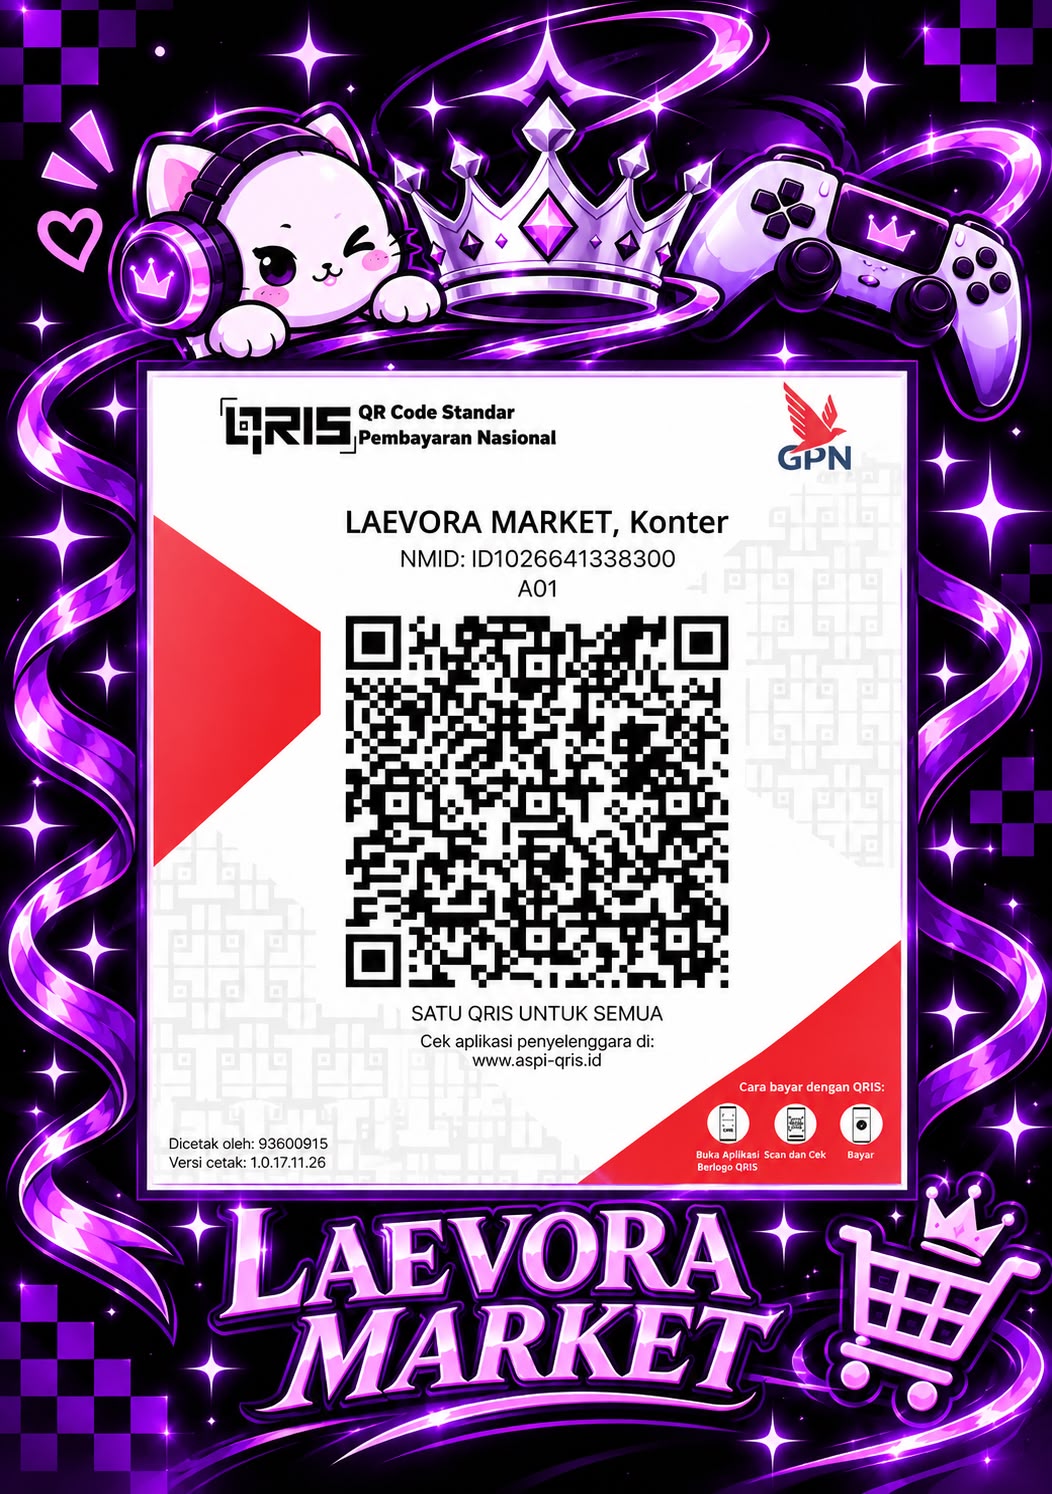 QRIS QR Code Standar
Pembayaran Nasional
GPN
LAEVORA MARKET, Konter
NMID: ID1026641338300
A01
SATU QRIS UNTUK SEMUA
Cek aplikasi penyelenggara di:
www.aspi-qris.id
Cara bayar dengan QRIS:
Buka Aplikasi Berlogo QRIS
Scan dan Cek
Bayar
Dicetak oleh: 93600915
Versi cetak: 1.0.17.11.26
LAEVORA
MARKET